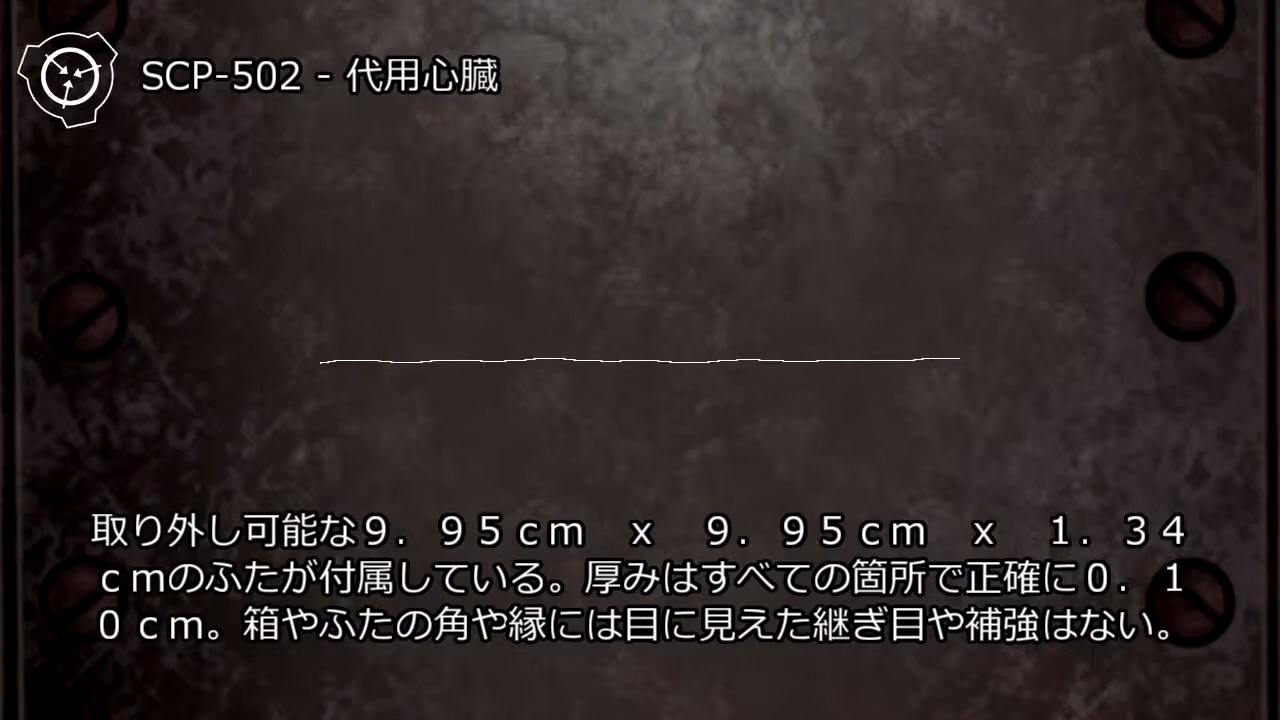 SCP-502 - 代用心臓
取り外し可能な９．９５ｃｍ　ｘ　９．９５ｃｍ　ｘ　１．３４
ｃｍのふたが付属している。厚みはすべての箇所で正確に０．１
０ｃｍ。箱やふたの角や縁には目に見えた継ぎ目や補強はない。